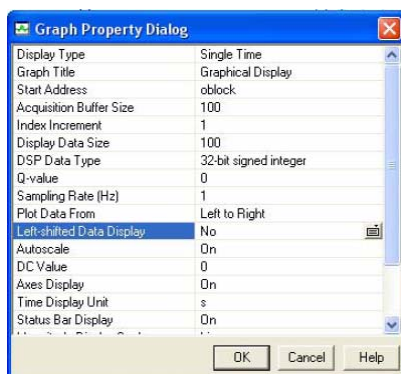 Graph Property Dialog
Display Type Single Time
Graph Title Graphical Display
Start Address oblock
Acquisition Buffer Size 100
Index Increment 1
Display Data Size 100
DSP Data Type 32-bit signed integer
Q-value 0
Sampling Rate (Hz) 1
Plot Data From Left to Right
Left-shifted Data Display No
Autoscale On
DC Value 0
Axes Display On
Time Display Unit s
Status Bar Display On
OK Cancel Help